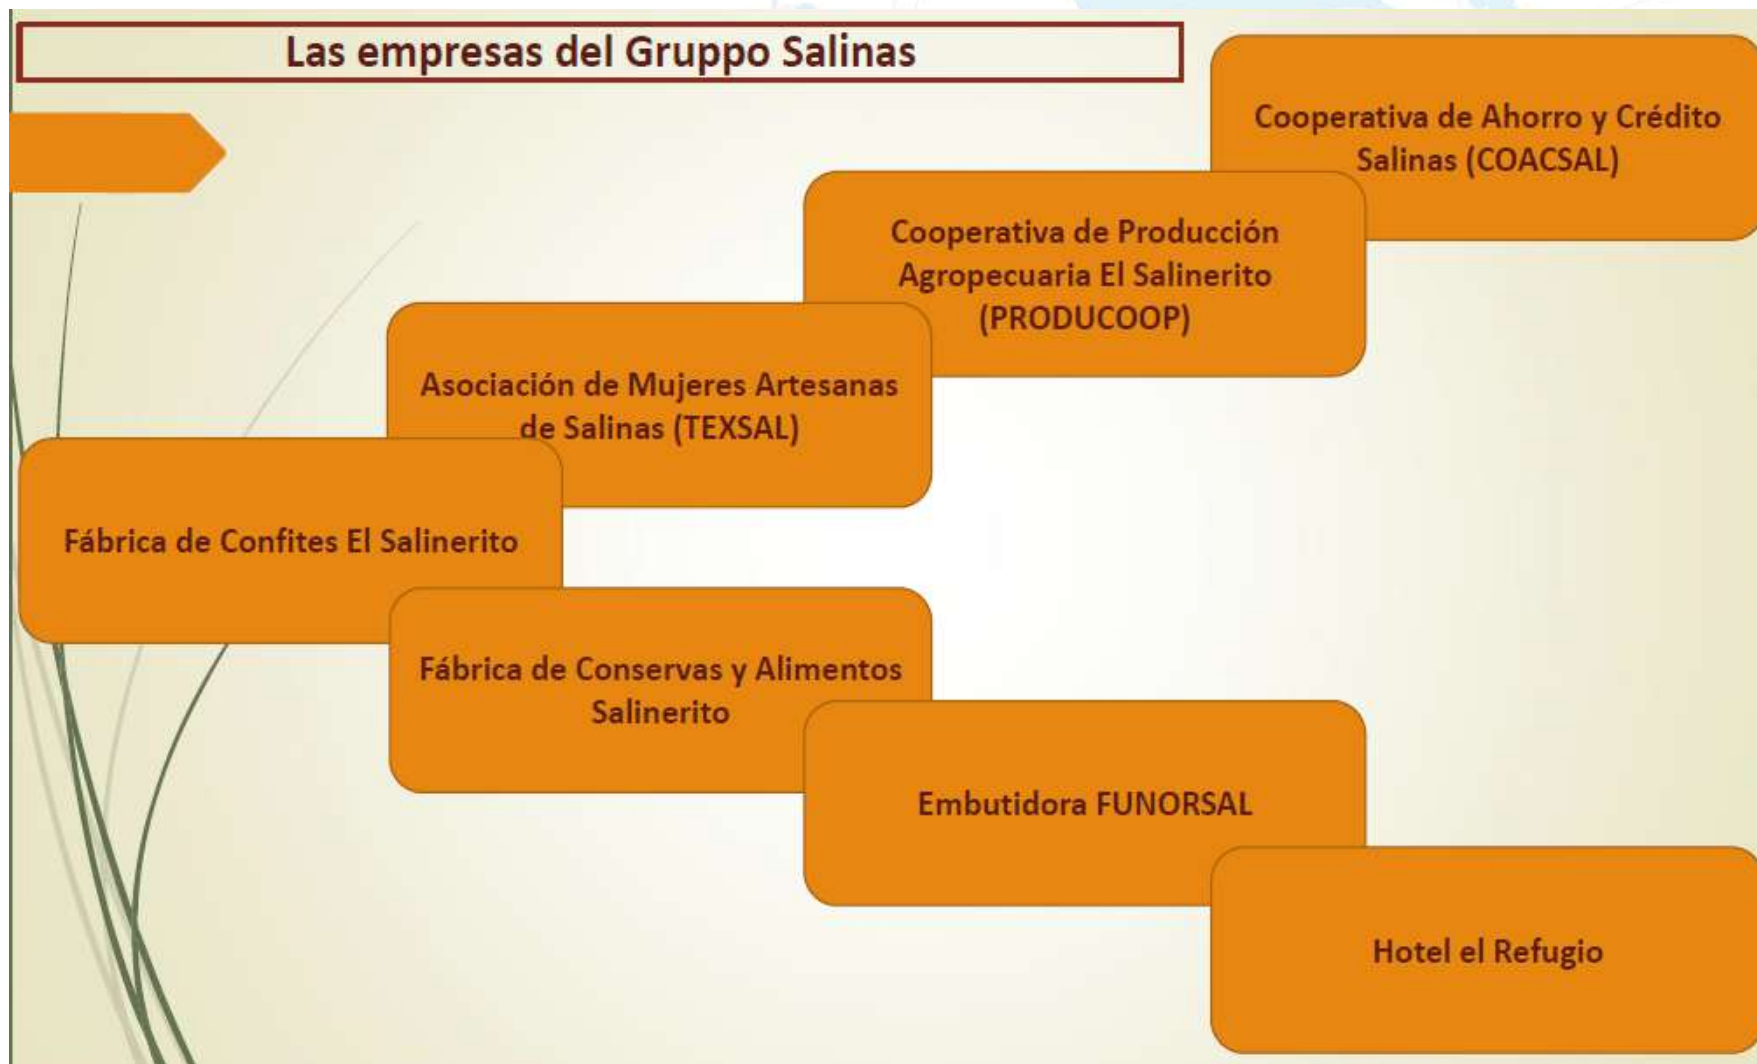 Las empresas del Gruppo Salinas
Cooperativa de Ahorro y Crédito
Salinas (COACSAL)
Cooperativa de Producción
Agropecuaria El Salinerito
(PRODUCOOP)
Asociación de Mujeres Artesanas
de Salinas (TEXSAL)
Fábrica de Confites El Salinerito
Fábrica de Conservas y Alimentos
Salinerito
Embutidora FUNORSAL
Hotel el Refugio